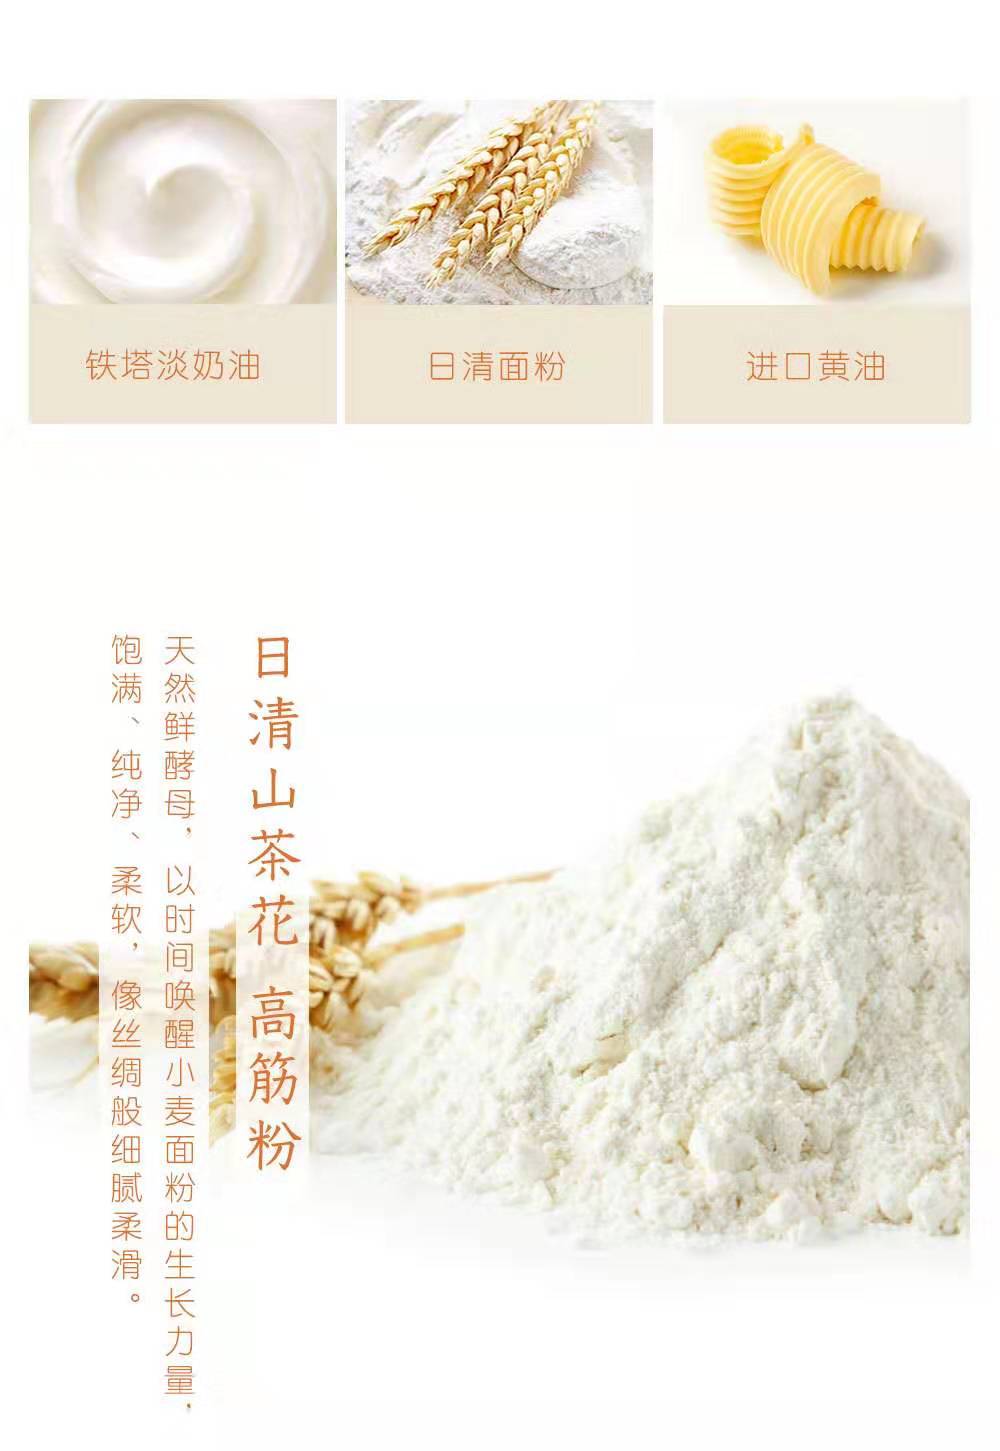 铁塔淡奶油
日清面粉
进口黄油
日清山茶花 高筋粉
天然鲜酵母，以时间唤醒小麦面粉的生长力量，
饱满、纯净、柔软，像丝绸般细腻柔滑。